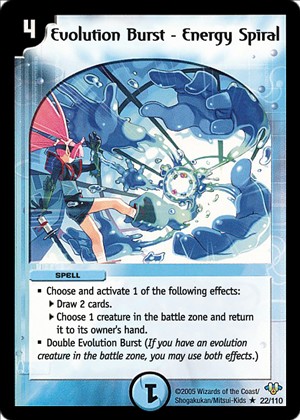 4 Evolution Burst - Energy Spiral
SPELL
▪ Choose and activate 1 of the following effects:
▶ Draw 2 cards.
▶ Choose 1 creature in the battle zone and return
it to its owner's hand.
▪ Double Evolution Burst (If you have an evolution
creature in the battle zone, you may use both effects.)
1
©2005 Wizards of the Coast/
Shogakukan/Mitsui-Kids ★ 22/110